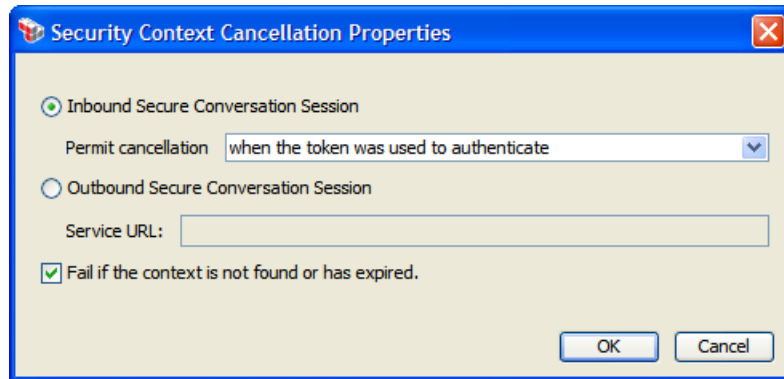 Security Context Cancellation Properties
Inbound Secure Conversation Session
Permit cancellation when the token was used to authenticate
Outbound Secure Conversation Session
Service URL:
Fail if the context is not found or has expired.
OK Cancel